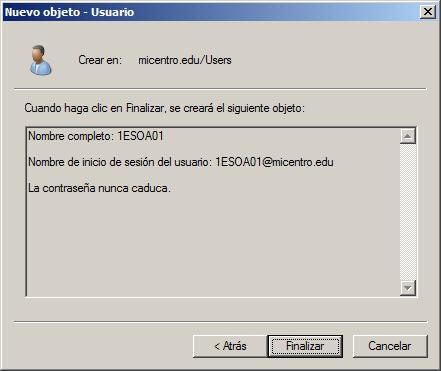 Nuevo objeto - Usuario
Crear en: micentro.edu/Users
Cuando haga clic en Finalizar, se creará el siguiente objeto:
Nombre completo: 1ESOA01
Nombre de inicio de sesión del usuario: 1ESOA01@micentro.edu
La contraseña nunca caduca.
< Atrás Finalizar Cancelar